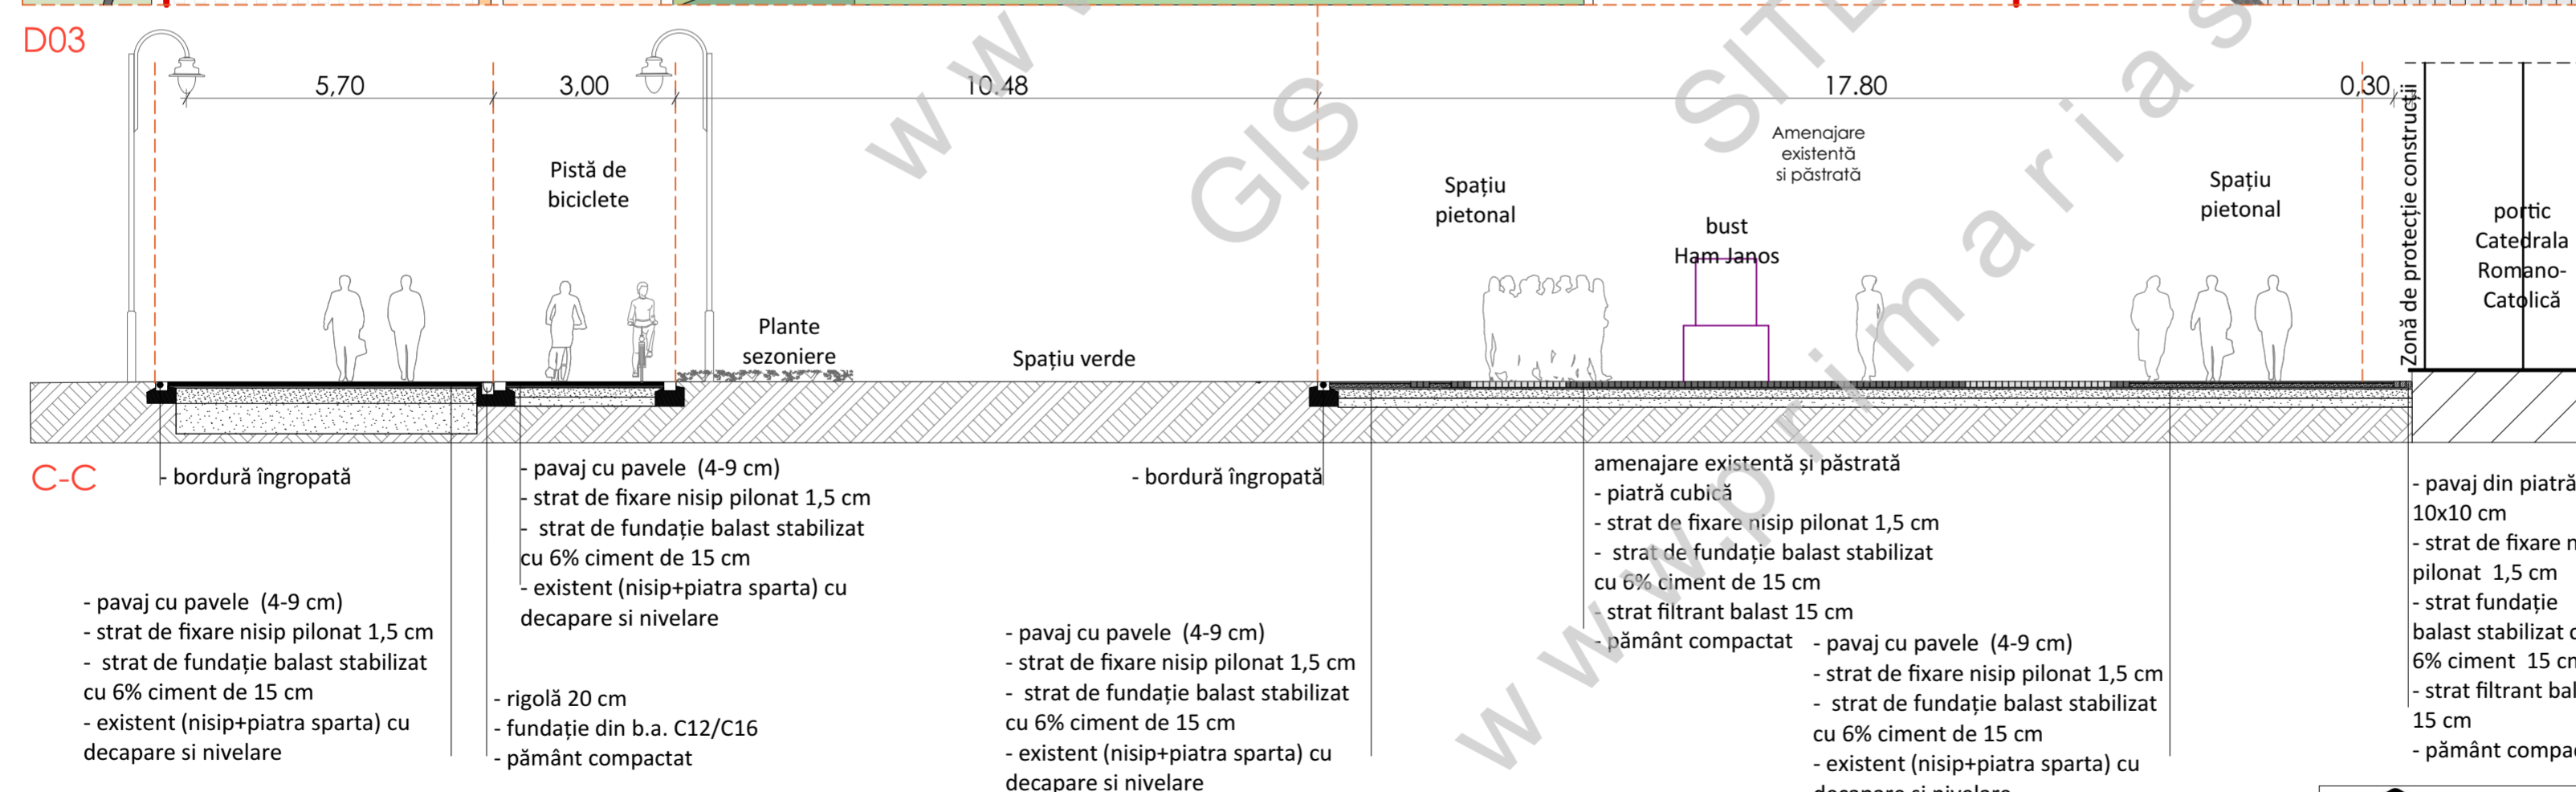 D03
5,70
3,00
10.48
17.80
0,30
Pistă de
biciclete
Plante
sezoniere
Spațiu verde
Spațiu
pietonal
Amenajare
existentă
si păstrată
bust
Ham Janos
Spațiu
pietonal
Zonă de protecție construcții
portic
Catedrala
Romano-
Catolică
C-C
- bordură îngropată
- pavaj cu pavele (4-9 cm)
- strat de fixare nisip pilonat 1,5 cm
- strat de fundație balast stabilizat
cu 6% ciment de 15 cm
- existent (nisip+piatra sparta) cu
decapare si nivelare
- pavaj cu pavele (4-9 cm)
- strat de fixare nisip pilonat 1,5 cm
- strat de fundație balast stabilizat
cu 6% ciment de 15 cm
- existent (nisip+piatra sparta) cu
decapare si nivelare
- rigolă 20 cm
- fundație din b.a. C12/C16
- pământ compactat
- bordură îngropată
- pavaj cu pavele (4-9 cm)
- strat de fixare nisip pilonat 1,5 cm
- strat de fundație balast stabilizat
cu 6% ciment de 15 cm
- existent (nisip+piatra sparta) cu
decapare si nivelare
amenajare existentă și păstrată
- piatră cubică
- strat de fixare nisip pilonat 1,5 cm
- strat de fundație balast stabilizat
cu 6% ciment de 15 cm
- strat filtrant balast 15 cm
- pământ compactat
- pavaj cu pavele (4-9 cm)
- strat de fixare nisip pilonat 1,5 cm
- strat de fundație balast stabilizat
cu 6% ciment de 15 cm
- existent (nisip+piatra sparta) cu
decapare si nivelare
- pavaj din piatră
10x10 cm
- strat de fixare n
pilonat 1,5 cm
- strat fundație
balast stabilizat c
6% ciment 15 cm
- strat filtrant bal
15 cm
- pământ compac
w w
GIS
SITE
www.primarias